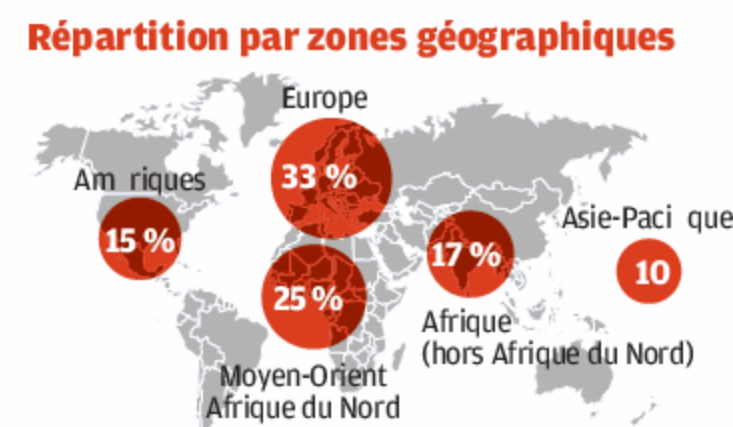 Répartition par zones géographiques
Europe
33 %
Am riques
15 %
Asie-Paci que
10
17 %
25 %
Afrique
(hors Afrique du Nord)
Moyen-Orient
Afrique du Nord